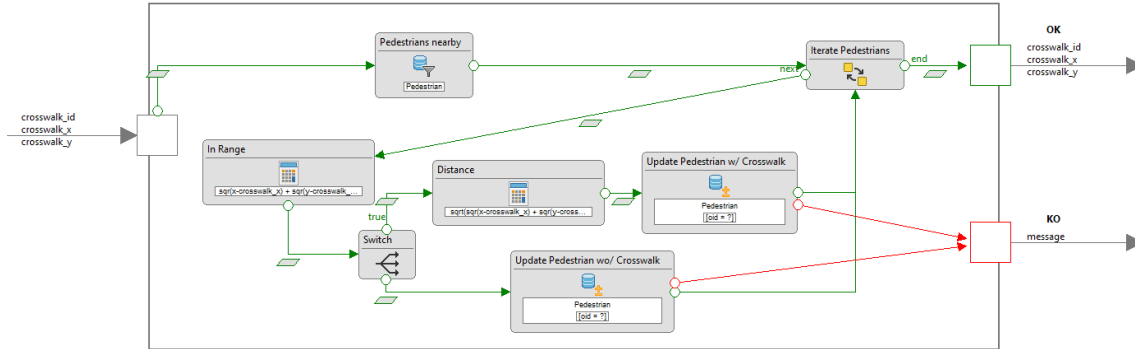 OK
crosswalk_id
crosswalk_x
crosswalk_y
Pedestrians nearby
Pedestrian
Iterate Pedestrians
next
end
crosswalk_id
crosswalk_x
crosswalk_y
In Range
sqr(x-crosswalk_x) + sqr(y-crosswalk_...
Distance
sqrt(sqr(x-crosswalk_x) + sqr(y-cross...
Update Pedestrian w/ Crosswalk
Pedestrian
[oid = ?]
true
Switch
KO
message
Update Pedestrian wo/ Crosswalk
Pedestrian
[oid = ?]